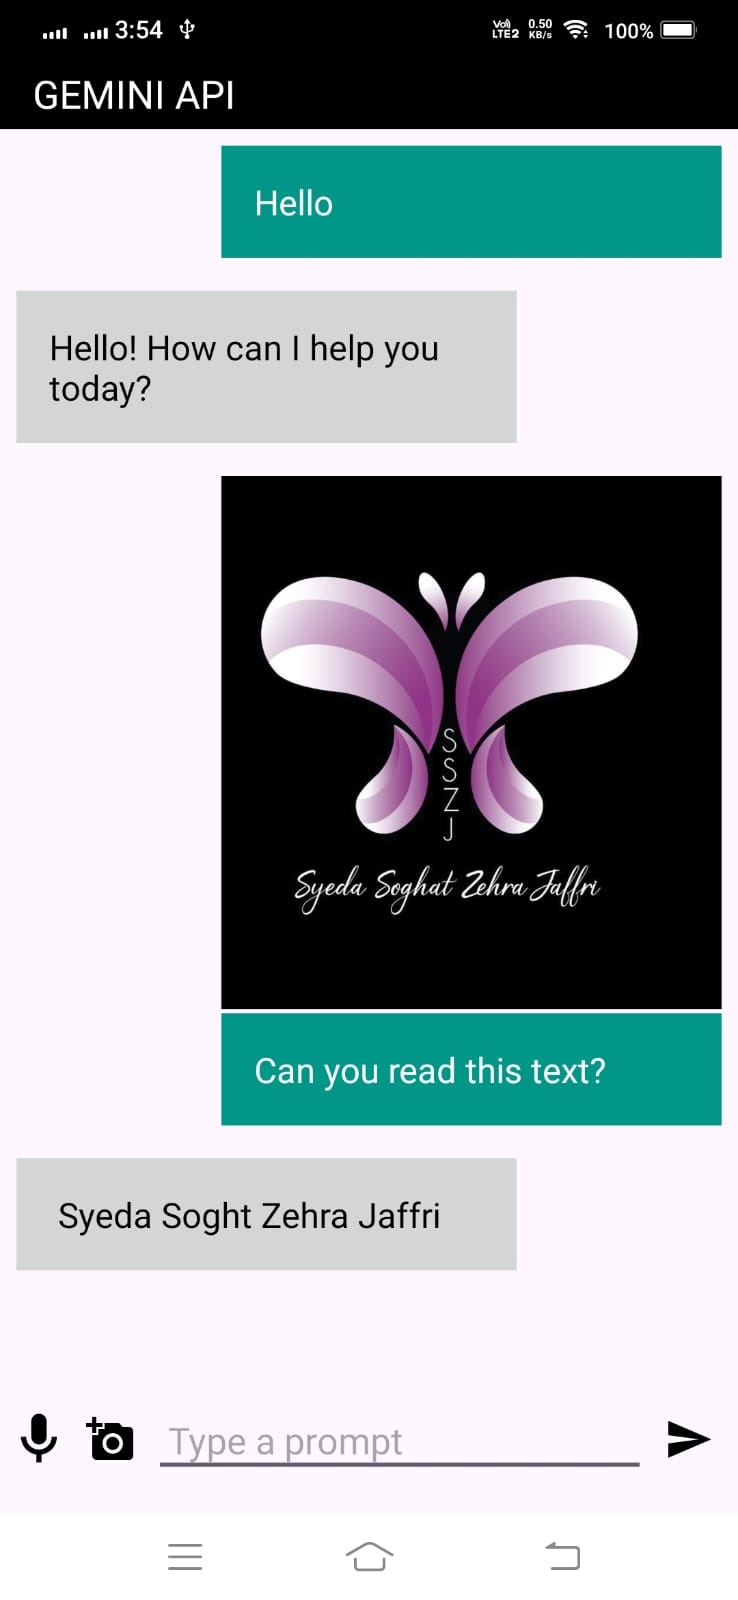 3:54
Vo))
LTE2
0.50
KB/s
100%
GEMINI API
Hello
Hello! How can I help you
today?
S
S
Z
J
Syeda Soghat Zehra Jaffri
Can you read this text?
Syeda Soght Zehra Jaffri
Type a prompt